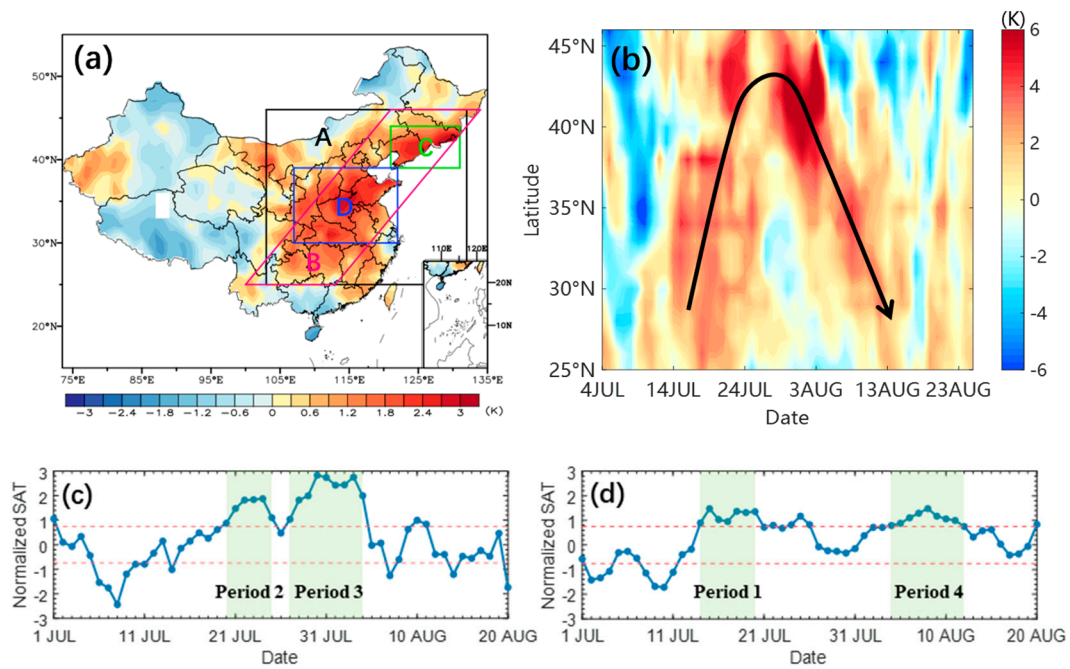 (a)
50°N
40°N
30°N
20°N
A
B
C
D
110E 120E
20°N
10°N
75°E 85°E 95°E 105°E 115°E 125°E 135°E
-3 -2.4 -1.8 -1.2 -0.6 0 0.6 1.2 1.8 2.4 3 (K)
(b)
(K)
45°N
40°N
35°N
30°N
25°N
Latitude
4JUL 14JUL 24JUL 3AUG 13AUG 23AUG
Date
6
4
2
0
-2
-4
-6
(c)
Normalized SAT
3
2
1
0
-1
-2
-3
Period 2 Period 3
1 JUL 11 JUL 21 JUL 31 JUL 10 AUG 20 AUG
Date
(d)
Normalized SAT
3
2
1
0
-1
-2
-3
Period 1 Period 4
1 JUL 11 JUL 21 JUL 31 JUL 10 AUG 20 AUG
Date